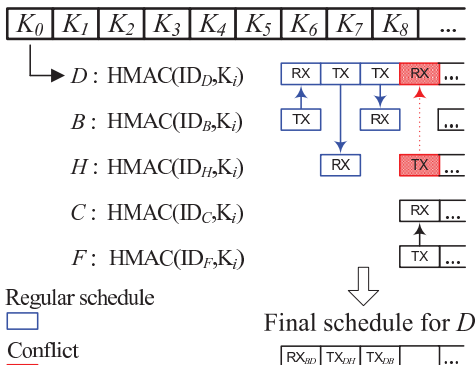 K0 K1 K2 K3 K4 K5 K6 K7 K8 ...
D : HMAC(IDD,Ki) RX TX TX RX ...
B : HMAC(IDB,Ki) TX RX ...
H : HMAC(IDH,Ki) RX TX ...
C : HMAC(IDC,Ki) RX ...
F : HMAC(IDF,Ki) TX ...
Regular schedule
Final schedule for D
Conflict
RXBD TXDH TXDB ...